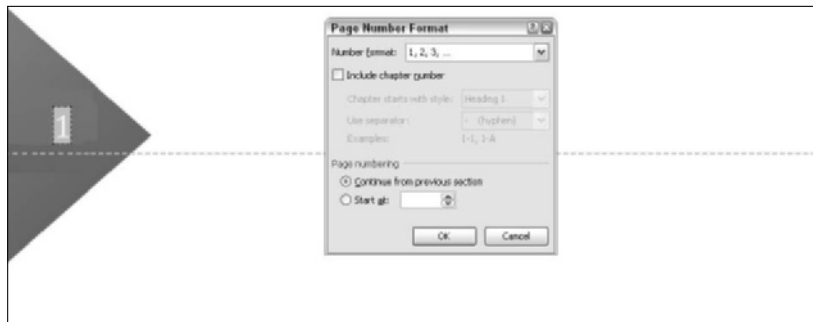 1
Page Number Format
Number format: 1, 2, 3, ...
Include chapter number
Chapter starts with style: Heading 1
Use separator: - (hyphen)
Examples: 1-1, 1-A
Page numbering
Continue from previous section
Start at:
OK Cancel